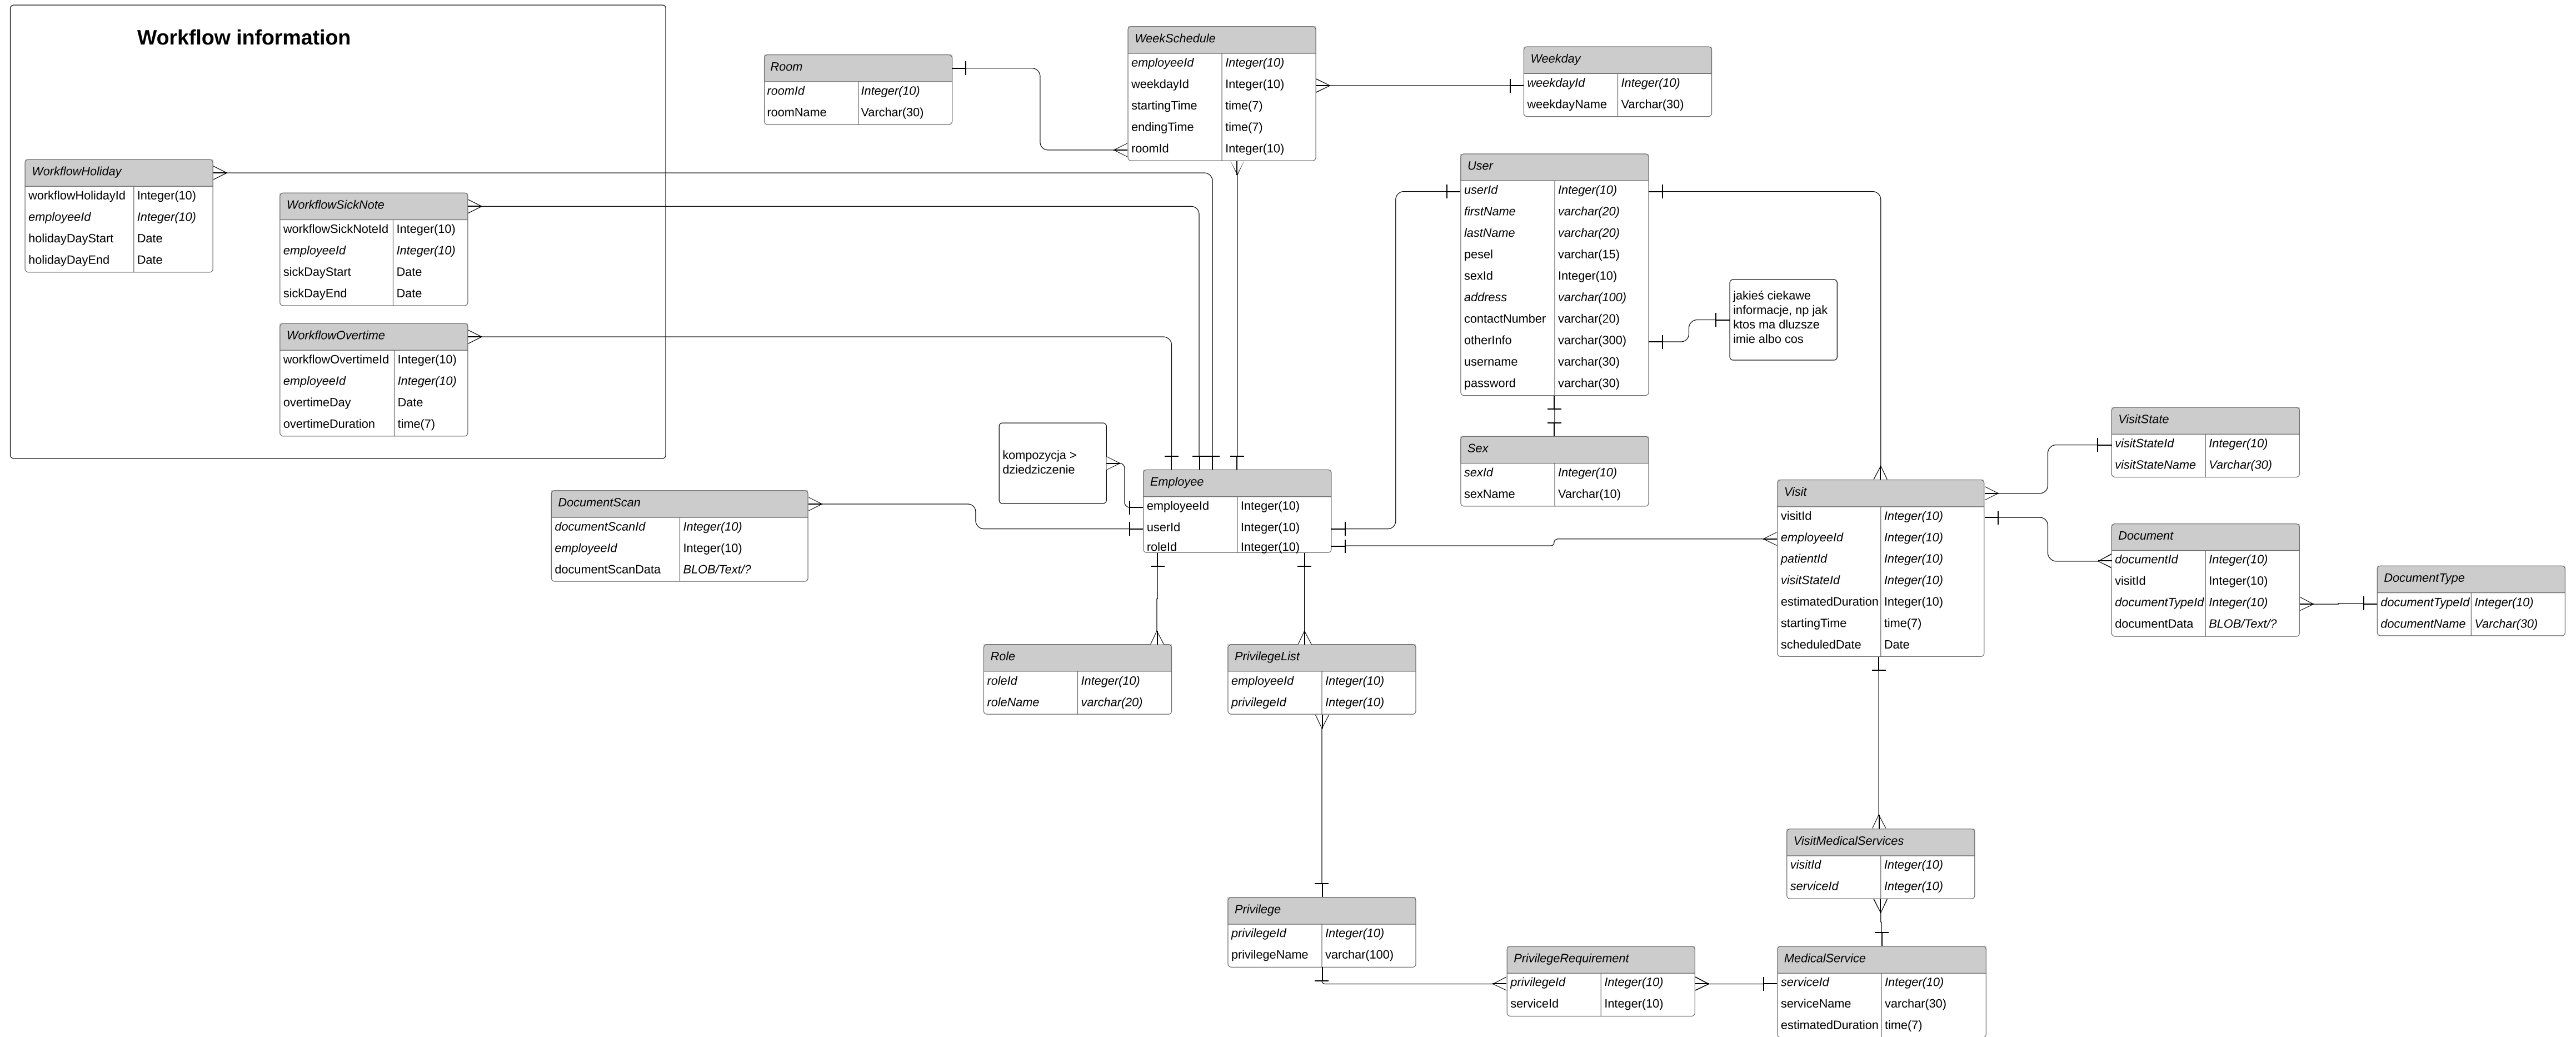 Workflow information
WorkflowHoliday
workflowHolidayId Integer(10)
employeeId Integer(10)
holidayDayStart Date
holidayDayEnd Date
WorkflowSickNote
workflowSickNoteId Integer(10)
employeeId Integer(10)
sickDayStart Date
sickDayEnd Date
WorkflowOvertime
workflowOvertimeId Integer(10)
employeeId Integer(10)
overtimeDay Date
overtimeDuration time(7)
Room
roomId Integer(10)
roomName Varchar(30)
WeekSchedule
employeeId Integer(10)
weekdayId Integer(10)
startingTime time(7)
endingTime time(7)
roomId Integer(10)
Weekday
weekdayId Integer(10)
weekdayName Varchar(30)
User
userId Integer(10)
firstName varchar(20)
lastName varchar(20)
pesel varchar(15)
sexId Integer(10)
address varchar(100)
contactNumber varchar(20)
otherInfo varchar(300)
username varchar(30)
password varchar(30)
jakieś ciekawe
informacje, np jak
ktos ma dluzsze
imie albo cos
Sex
sexId Integer(10)
sexName Varchar(10)
kompozycja >
dziedziczenie
Employee
employeeId Integer(10)
userId Integer(10)
roleId Integer(10)
DocumentScan
documentScanId Integer(10)
employeeId Integer(10)
documentScanData BLOB/Text/?
Role
roleId Integer(10)
roleName varchar(20)
PrivilegeList
employeeId Integer(10)
privilegeId Integer(10)
Visit
visitId Integer(10)
employeeId Integer(10)
patientId Integer(10)
visitStateId Integer(10)
estimatedDuration Integer(10)
startingTime time(7)
scheduledDate Date
VisitState
visitStateId Integer(10)
visitStateName Varchar(30)
Document
documentId Integer(10)
visitId Integer(10)
documentTypeId Integer(10)
documentData BLOB/Text/?
DocumentType
documentTypeId Integer(10)
documentName Varchar(30)
VisitMedicalServices
visitId Integer(10)
serviceId Integer(10)
Privilege
privilegeId Integer(10)
privilegeName varchar(100)
PrivilegeRequirement
privilegeId Integer(10)
serviceId Integer(10)
MedicalService
serviceId Integer(10)
serviceName varchar(30)
estimatedDuration time(7)